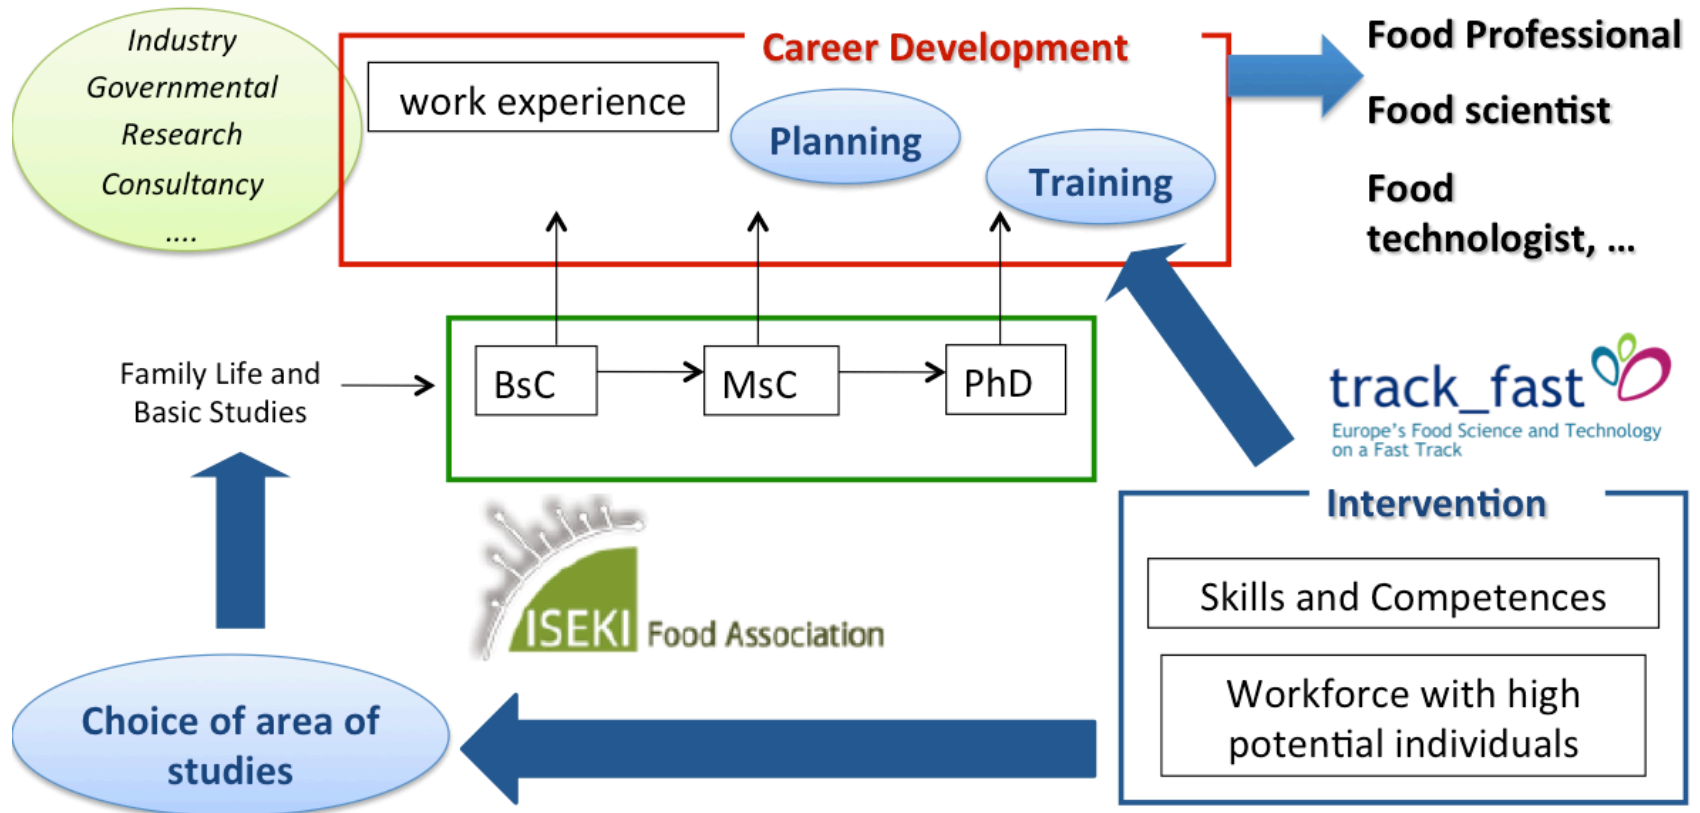 Industry
Governmental
Research
Consultancy
....
Career Development
work experience
Planning
Training
Food Professional
Food scientist
Food
technologist, ...
Family Life and
Basic Studies
BsC
MsC
PhD
track_fast
Europe's Food Science and Technology
on a Fast Track
Intervention
Skills and Competences
Workforce with high
potential individuals
ISEKI Food Association
Choice of area of
studies